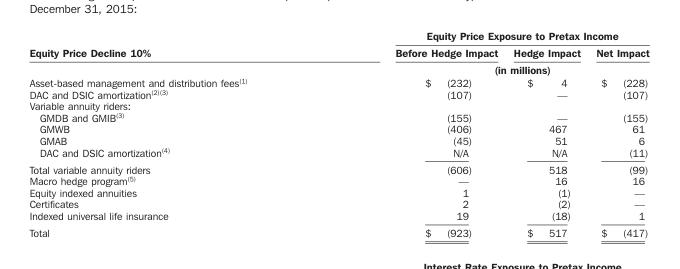 December 31, 2015:
Equity Price Exposure to Pretax Income
Equity Price Decline 10% Before Hedge Impact Hedge Impact Net Impact
(in millions)
Asset-based management and distribution fees(1) $ (232) $ 4 $ (228)
DAC and DSIC amortization(2)(3) (107) — (107)
Variable annuity riders:
GMDB and GMIB(3) (155) — (155)
GMWB (406) 467 61
GMAB (45) 51 6
DAC and DSIC amortization(4) N/A N/A (11)
Total variable annuity riders (606) 518 (99)
Macro hedge program(5) — 16 16
Equity indexed annuities 1 (1) —
Certificates 2 (2) —
Indexed universal life insurance 19 (18) 1
Total $ (923) $ 517 $ (417)
Interest Rate Exposure to Pretax Income